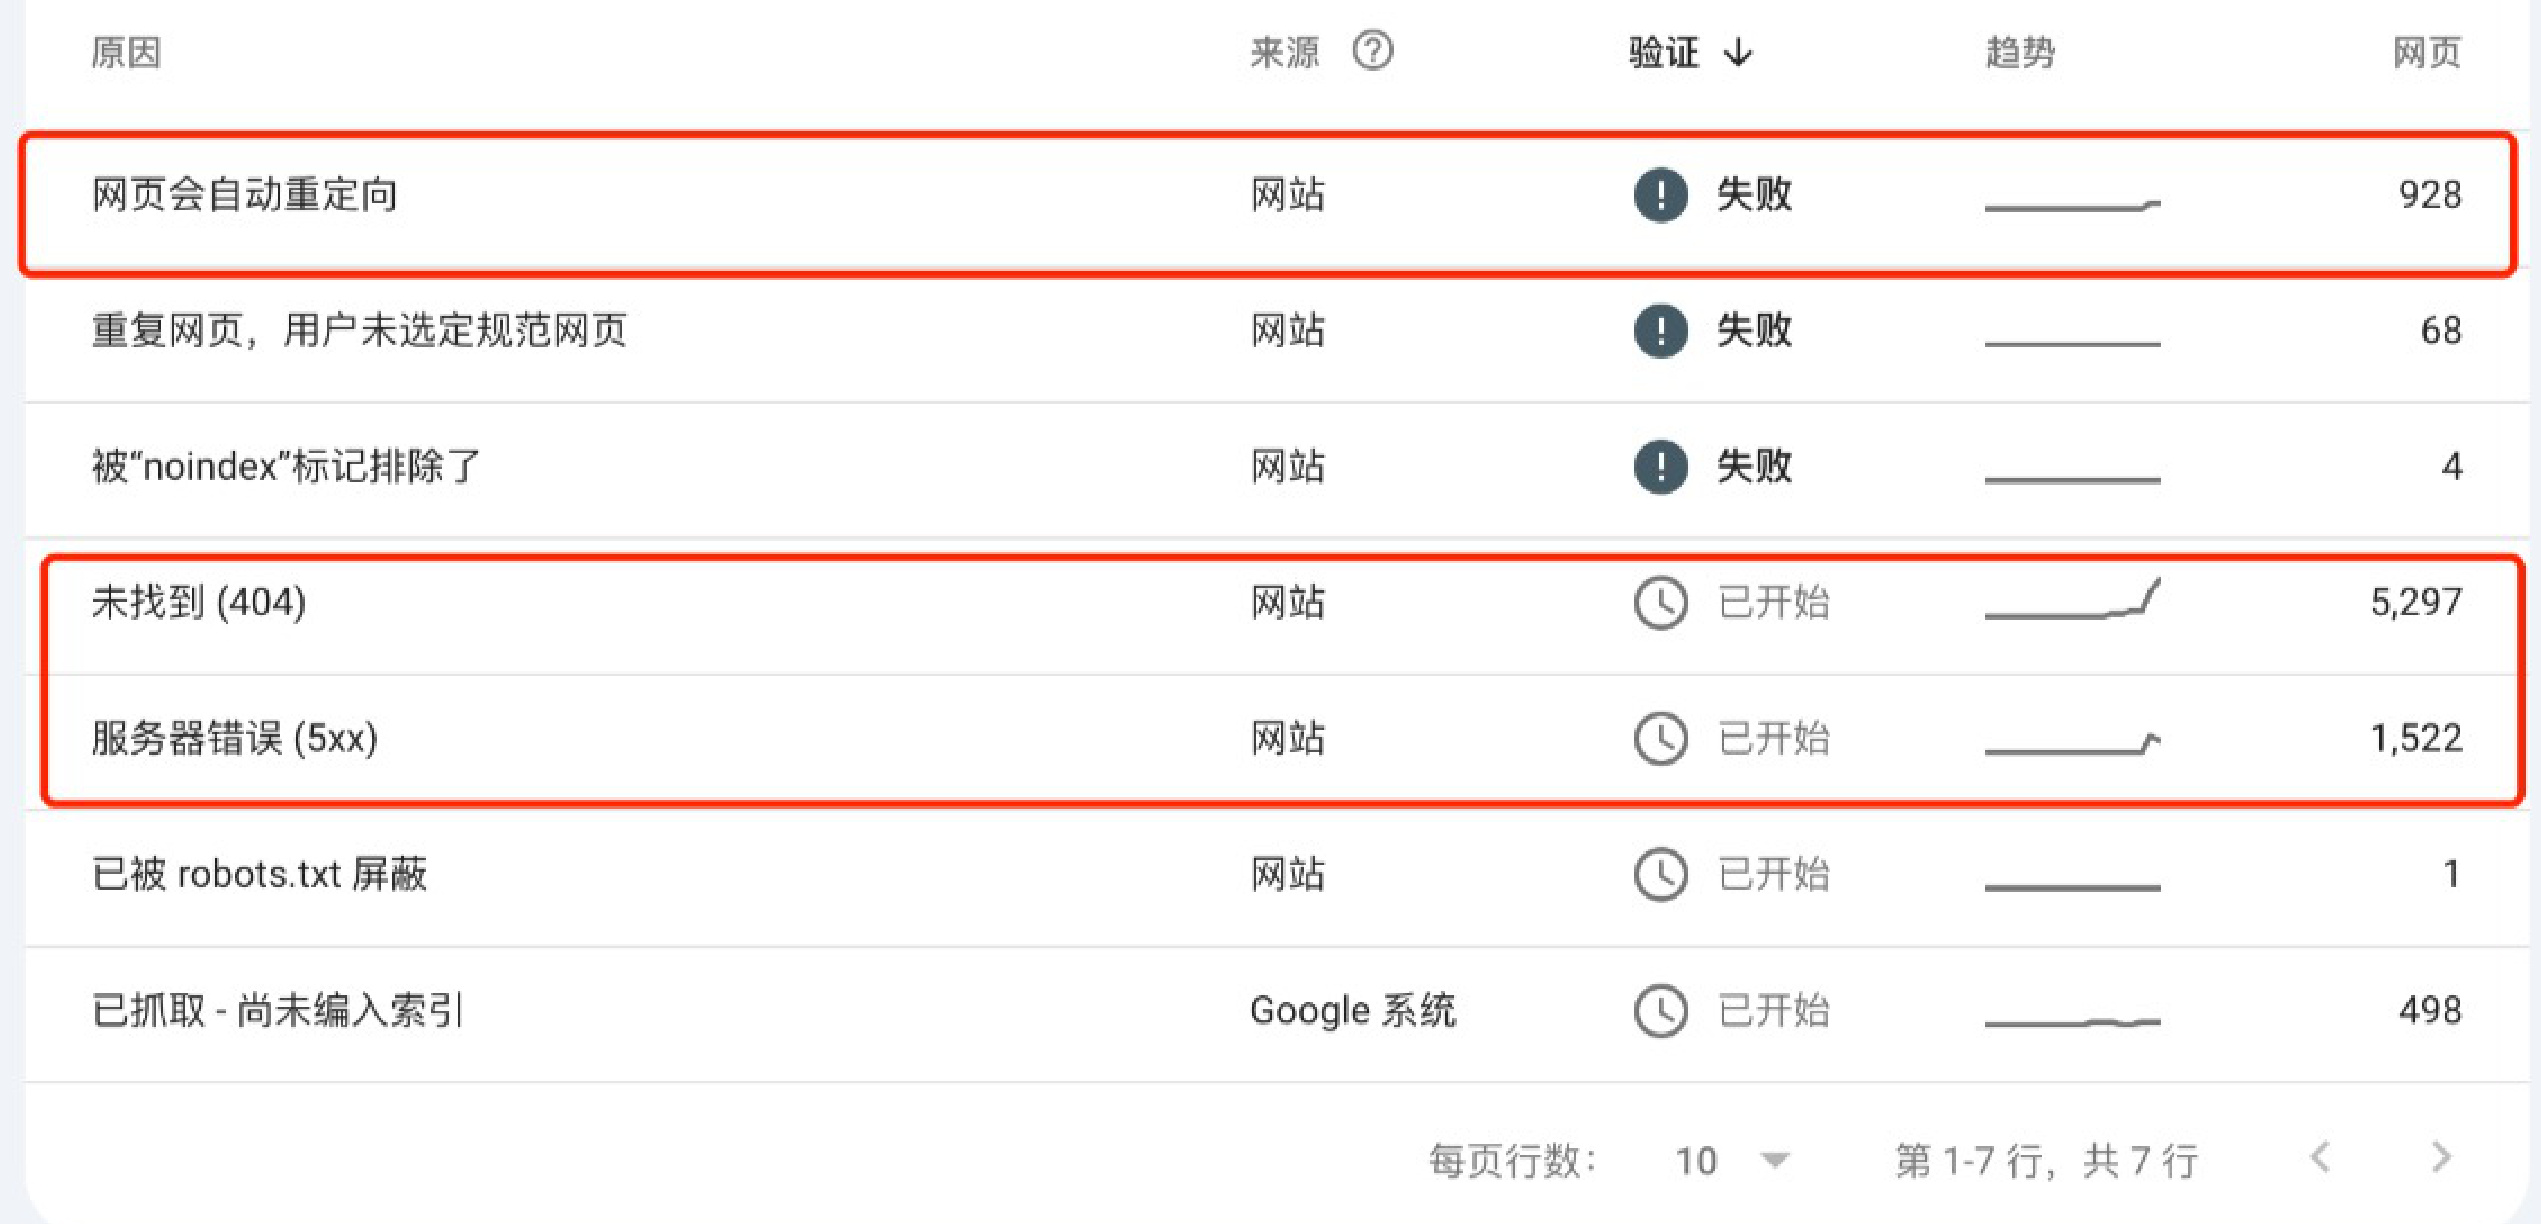 原因 来源 验证 趋势 网页
网页会自动重定向 网站 失败 928
重复网页，用户未选定规范网页 网站 失败 68
被“noindex”标记排除了 网站 失败 4
未找到 (404) 网站 已开始 5,297
服务器错误 (5xx) 网站 已开始 1,522
已被 robots.txt 屏蔽 网站 已开始 1
已抓取 - 尚未编入索引 Google 系统 已开始 498
每页行数： 10 第 1-7 行，共 7 行